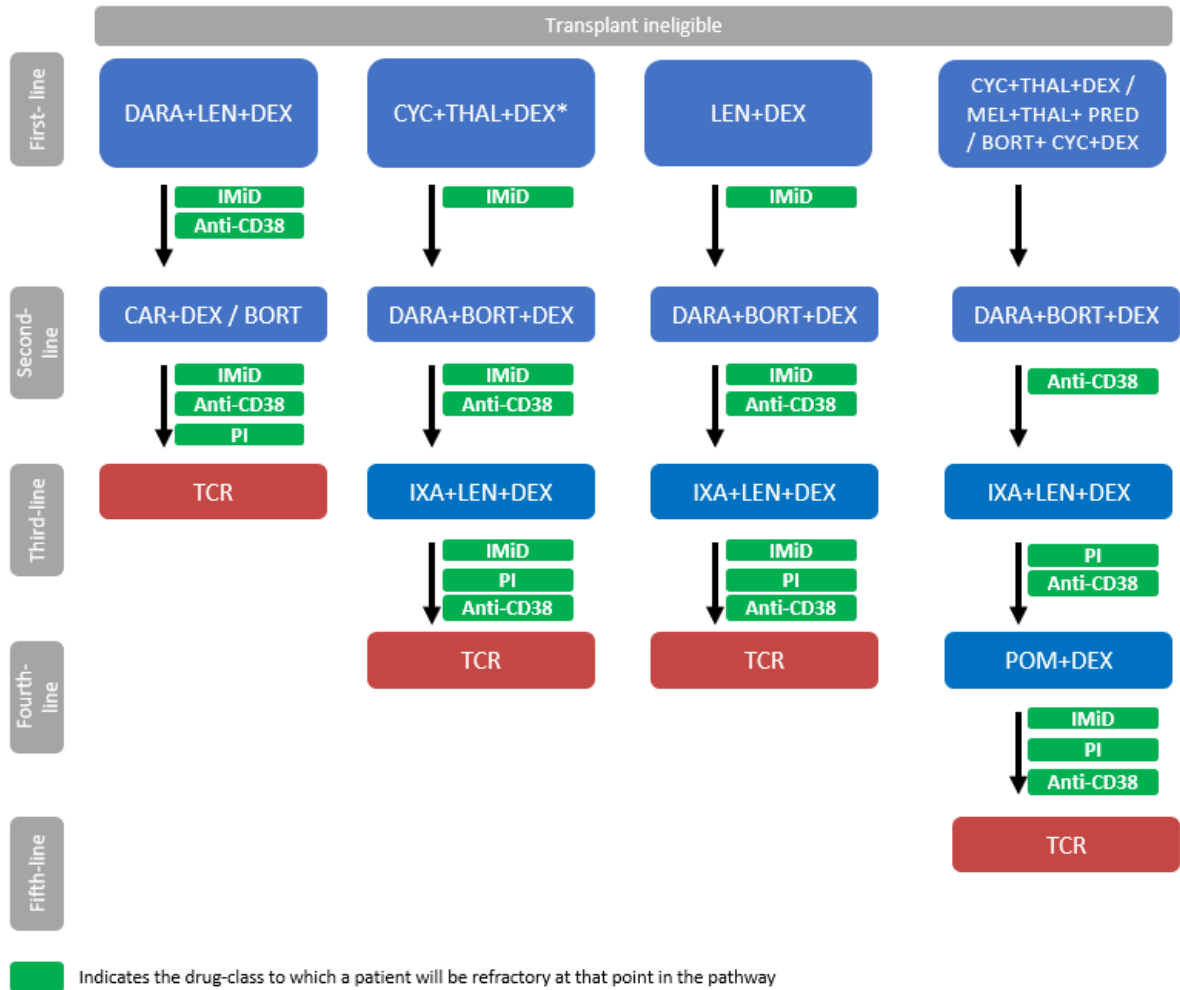 Transplant ineligible
First- line
DARA+LEN+DEX
CYC+THAL+DEX*
LEN+DEX
CYC+THAL+DEX /
MEL+THAL+ PRED
/ BORT+ CYC+DEX
IMiD
Anti-CD38
IMiD
IMiD
Second-
line
CAR+DEX / BORT
DARA+BORT+DEX
DARA+BORT+DEX
DARA+BORT+DEX
IMiD
Anti-CD38
PI
IMiD
Anti-CD38
IMiD
Anti-CD38
Anti-CD38
Third-line
TCR
IXA+LEN+DEX
IXA+LEN+DEX
IXA+LEN+DEX
IMiD
PI
Anti-CD38
IMiD
PI
Anti-CD38
PI
Anti-CD38
Fourth-
line
TCR
TCR
POM+DEX
IMiD
PI
Anti-CD38
Fifth-line
TCR
Indicates the drug-class to which a patient will be refractory at that point in the pathway